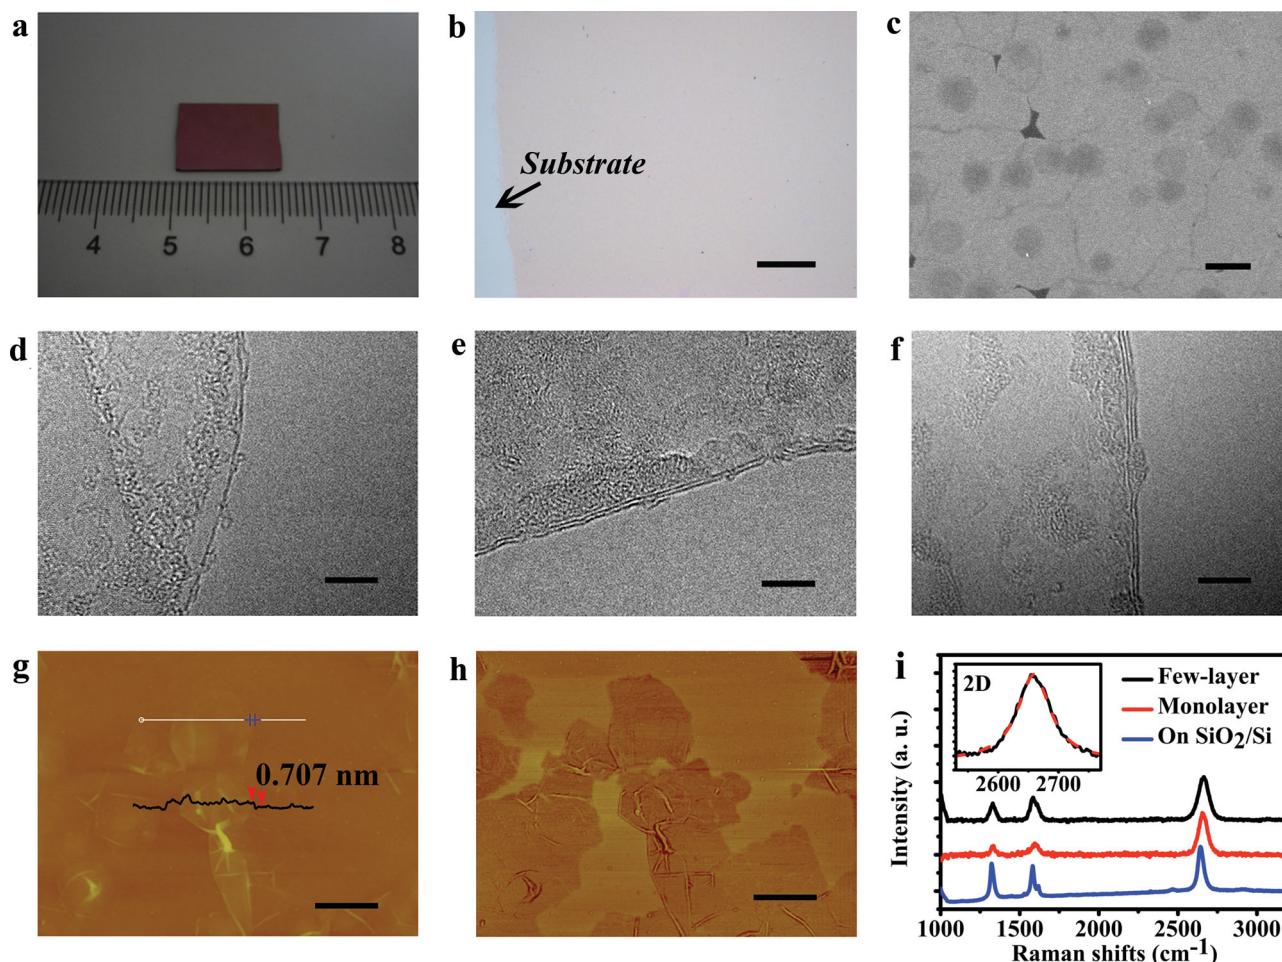 a
b
c
Substrate
4 5 6 7 8
d
e
f
g
h
i
0.707 nm
2D
2600 2700
Few-layer
Monolayer
On SiO₂/Si
Intensity (a. u.)
1000 1500 2000 2500 3000
Raman shifts (cm⁻¹)